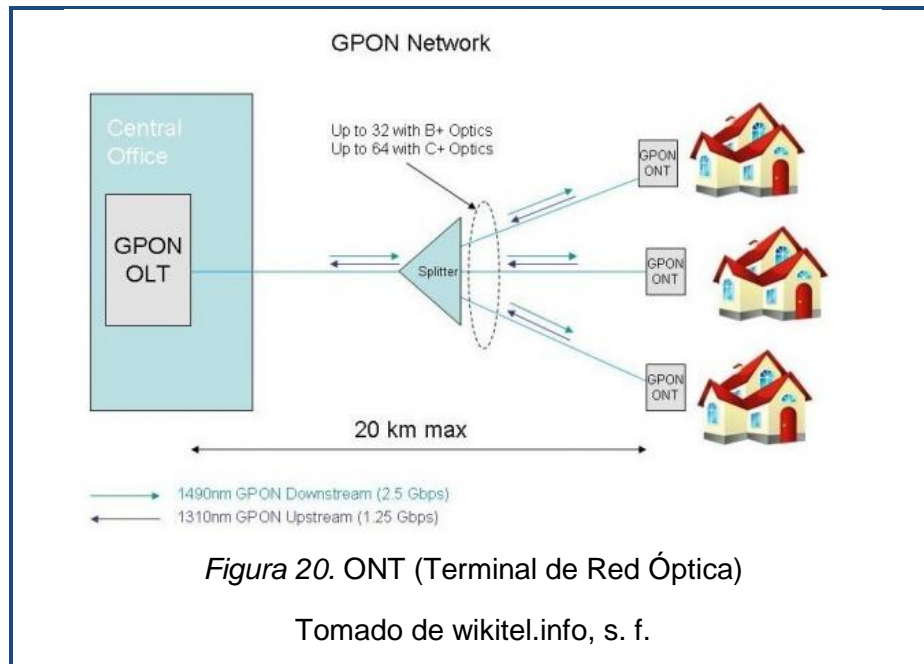 GPON Network
Central
Office
GPON
OLT
Up to 32 with B+ Optics
Up to 64 with C+ Optics
Splitter
GPON
ONT
GPON
ONT
GPON
ONT
20 km max
1490nm GPON Downstream (2.5 Gbps)
1310nm GPON Upstream (1.25 Gbps)
Figura 20. ONT (Terminal de Red Óptica)
Tomado de wikitel.info, s. f.